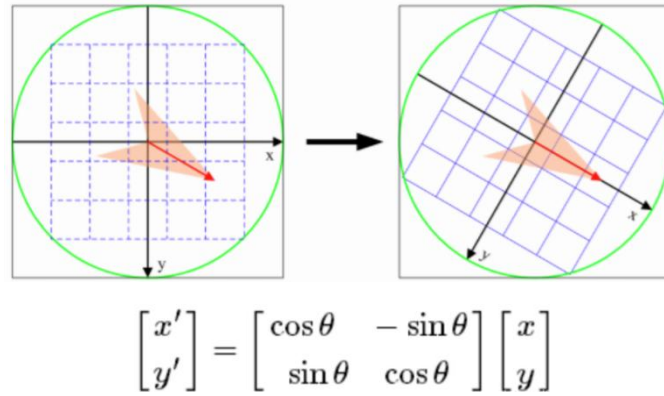 x
y
x
y
[x′ y′] = [cos θ − sin θ sin θ cos θ] [x y]